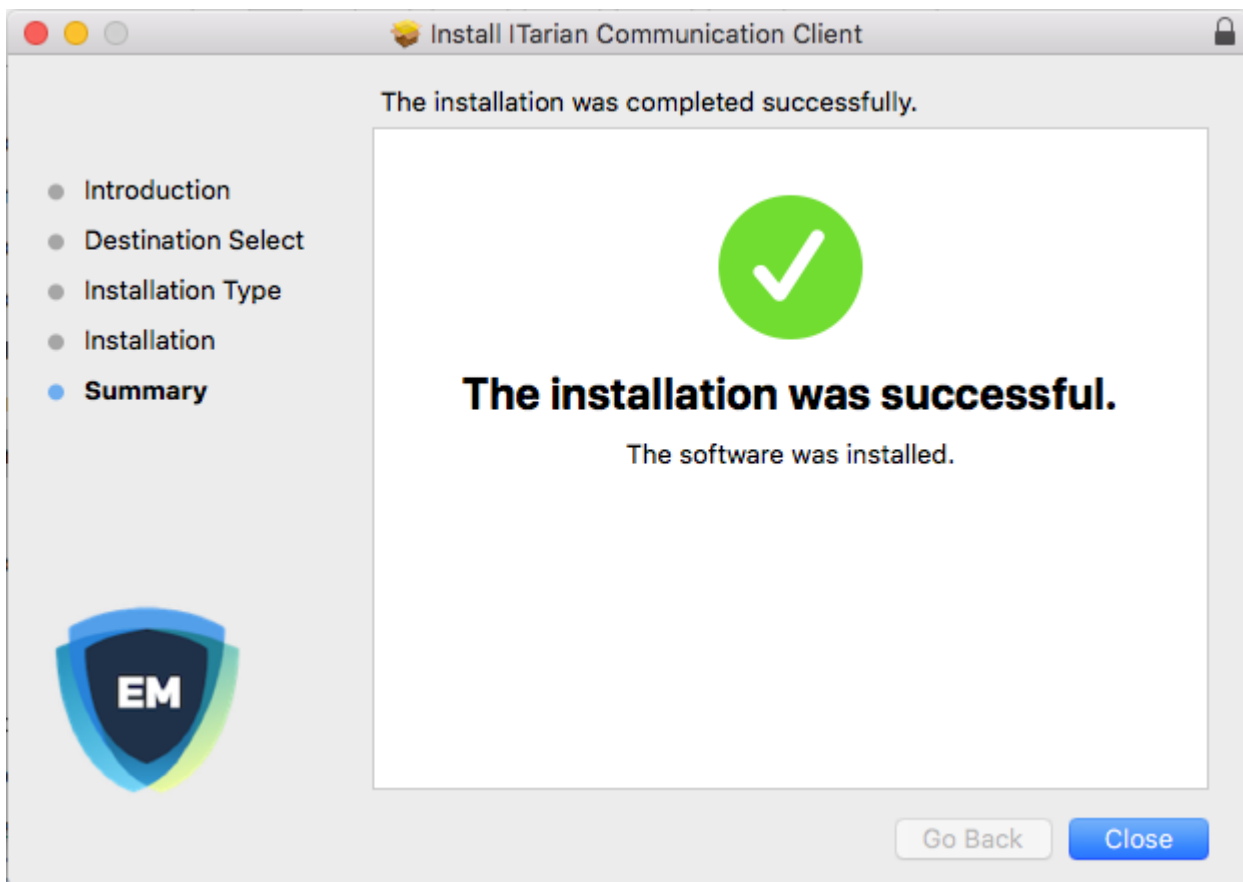 Install ITarian Communication Client
The installation was completed successfully.
Introduction
Destination Select
Installation Type
Installation
Summary
The installation was successful.
The software was installed.
EM
Go Back
Close